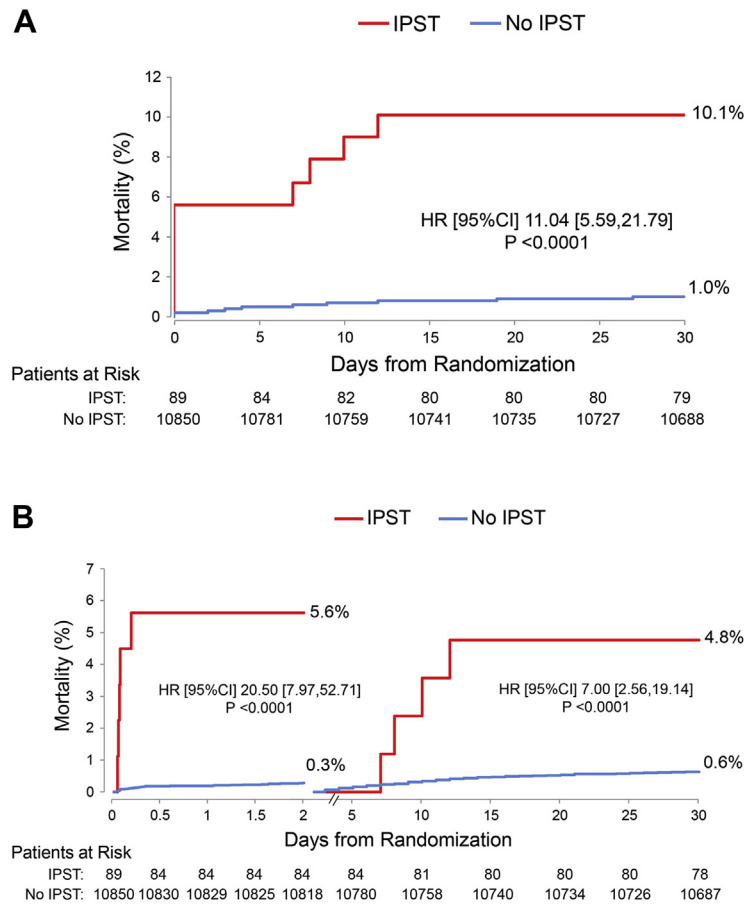 A
IPST No IPST
12
10
8
6
4
2
0
Mortality (%)
10.1%
HR [95%CI] 11.04 [5.59,21.79]
P <0.0001
1.0%
0 5 10 15 20 25 30
Days from Randomization
Patients at Risk
IPST: 89 84 82 80 80 80 79
No IPST: 10850 10781 10759 10741 10735 10727 10688
B
IPST No IPST
7
6
5
4
3
2
1
0
Mortality (%)
5.6%
4.8%
HR [95%CI] 20.50 [7.97,52.71]
P <0.0001
HR [95%CI] 7.00 [2.56,19.14]
P <0.0001
0.3%
0.6%
0 0.5 1 1.5 2 // 5 10 15 20 25 30
Days from Randomization
Patients at Risk
IPST: 89 84 84 84 84 84 81 80 80 80 78
No IPST: 10850 10830 10829 10825 10818 10780 10758 10740 10734 10726 10687